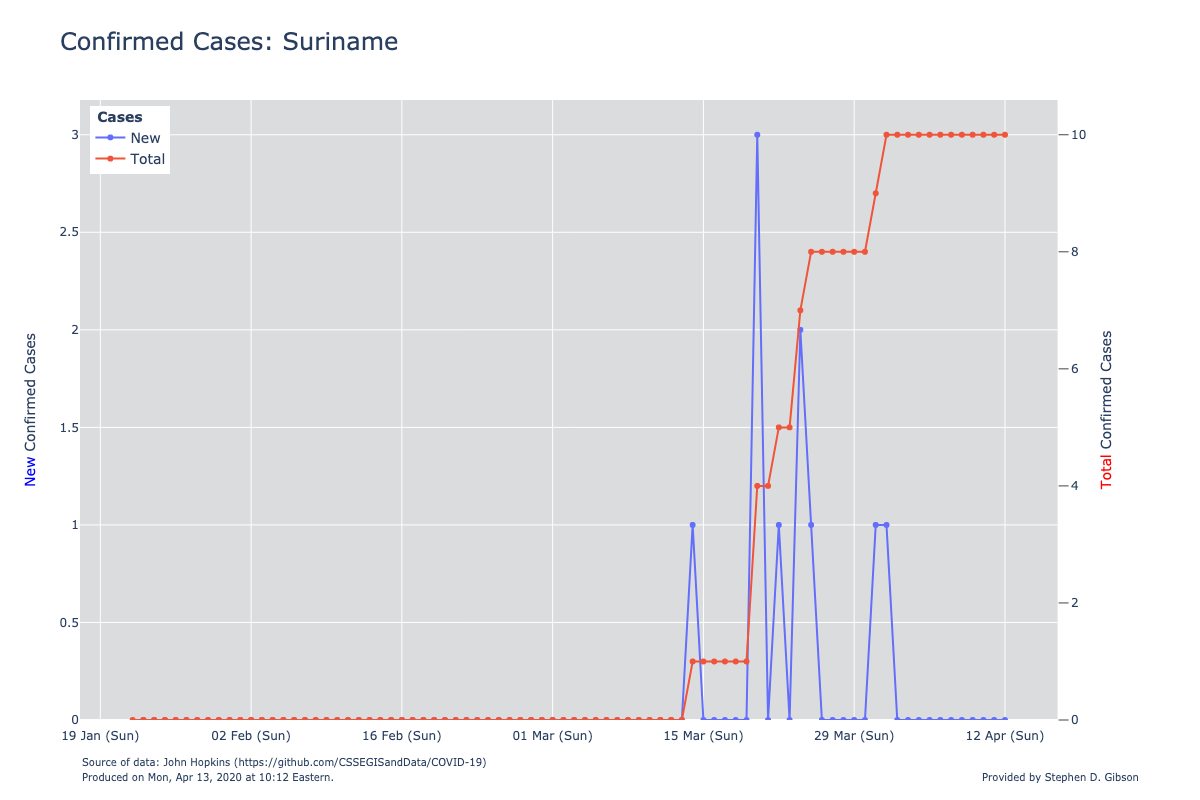 Confirmed Cases: Suriname
Cases
New
Total
3
2.5
2
1.5
1
0.5
0
10
8
6
4
2
0
New Confirmed Cases
Total Confirmed Cases
19 Jan (Sun)
02 Feb (Sun)
16 Feb (Sun)
01 Mar (Sun)
15 Mar (Sun)
29 Mar (Sun)
12 Apr (Sun)
Source of data: John Hopkins (https://github.com/CSSEGISandData/COVID-19)
Produced on Mon, Apr 13, 2020 at 10:12 Eastern.
Provided by Stephen D. Gibson